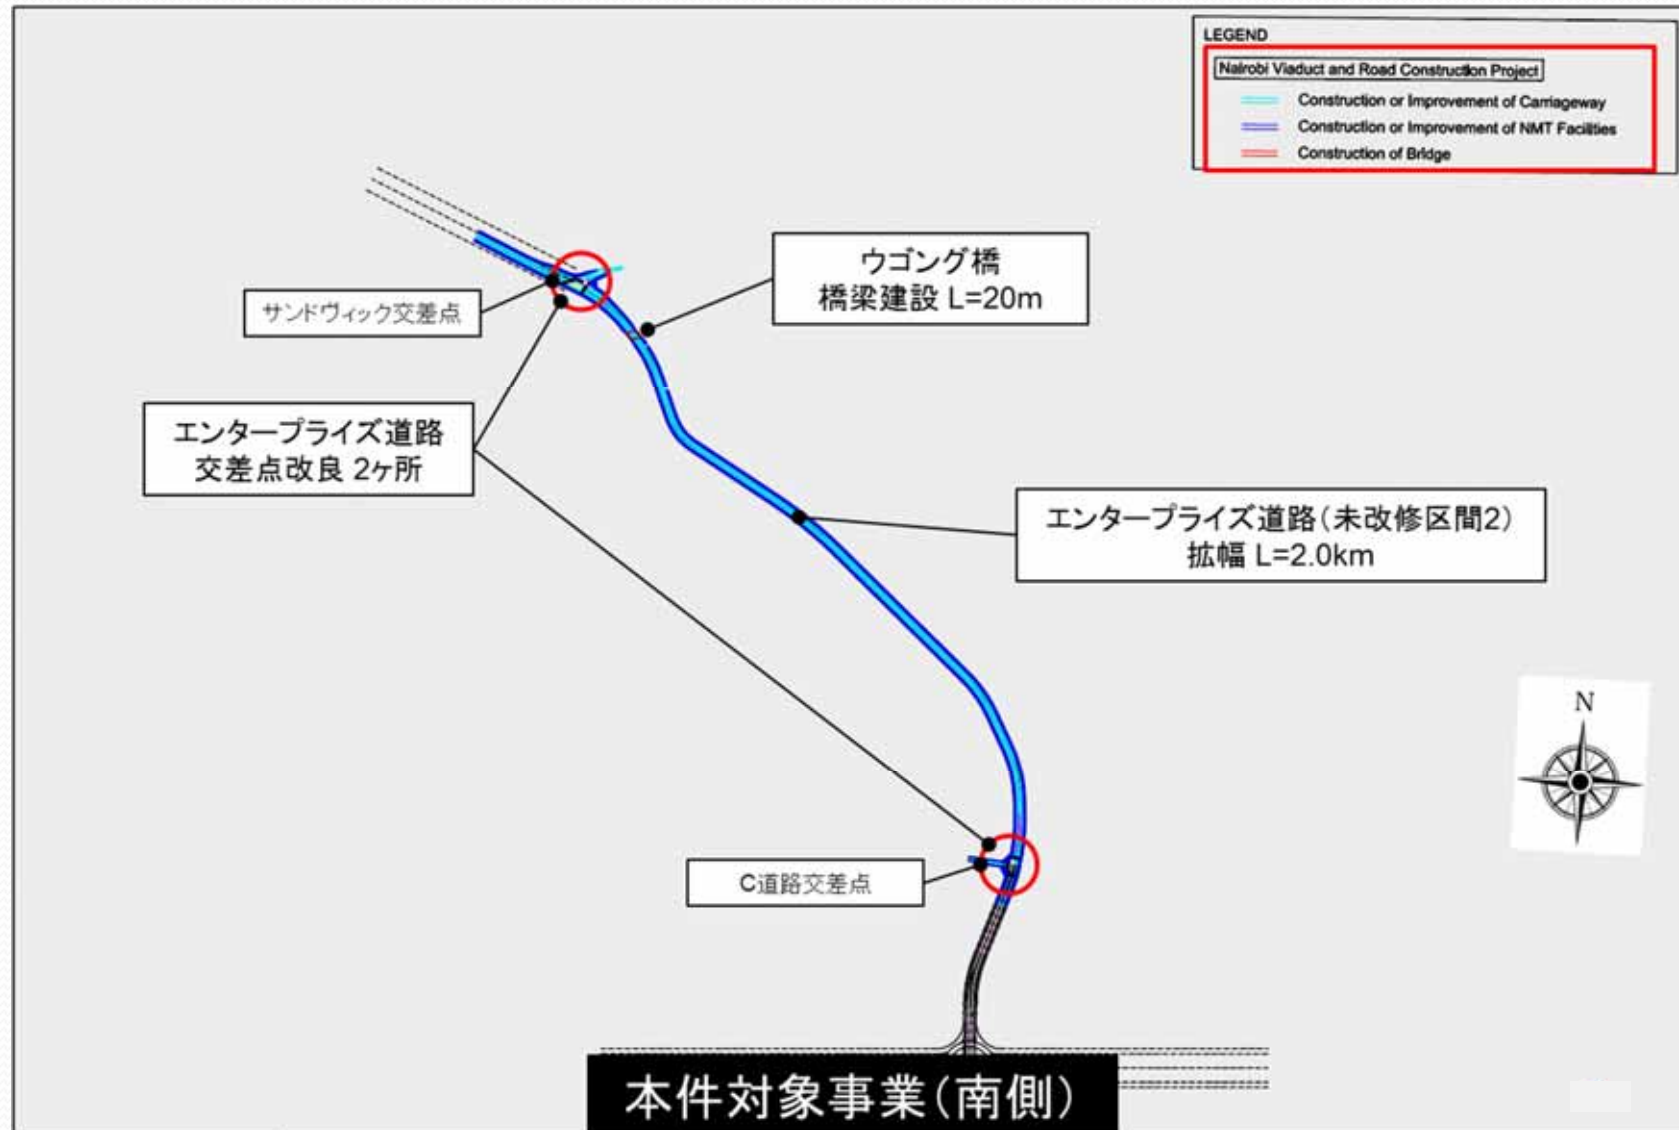 LEGEND
Nairobi Viaduct and Road Construction Project
Construction or Improvement of Carriageway
Construction or Improvement of NMT Facilities
Construction of Bridge
ウゴング橋
橋梁建設 L=20m
サンドヴィック交差点
エンタープライズ道路
交差点改良 2ヶ所
エンタープライズ道路(未改修区間2)
拡幅 L=2.0km
N
C道路交差点
本件対象事業(南側)